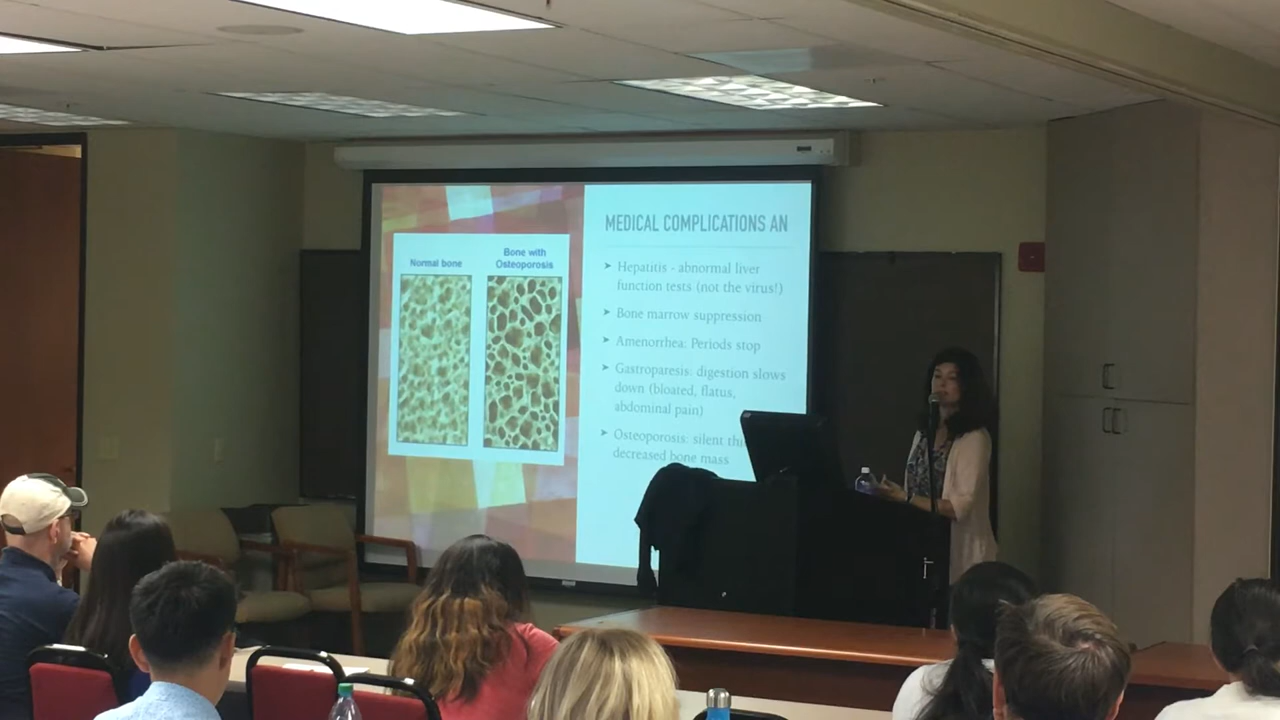 Normal bone
Bone with
Osteoporosis
MEDICAL COMPLICATIONS AN
➤ Hepatitis - abnormal liver
function tests (not the virus!)
➤ Bone marrow suppression
➤ Amenorrhea: Periods stop
➤ Gastroparesis: digestion slows
down (bloated, flatus,
abdominal pain)
➤ Osteoporosis: silent
decreased bone mass